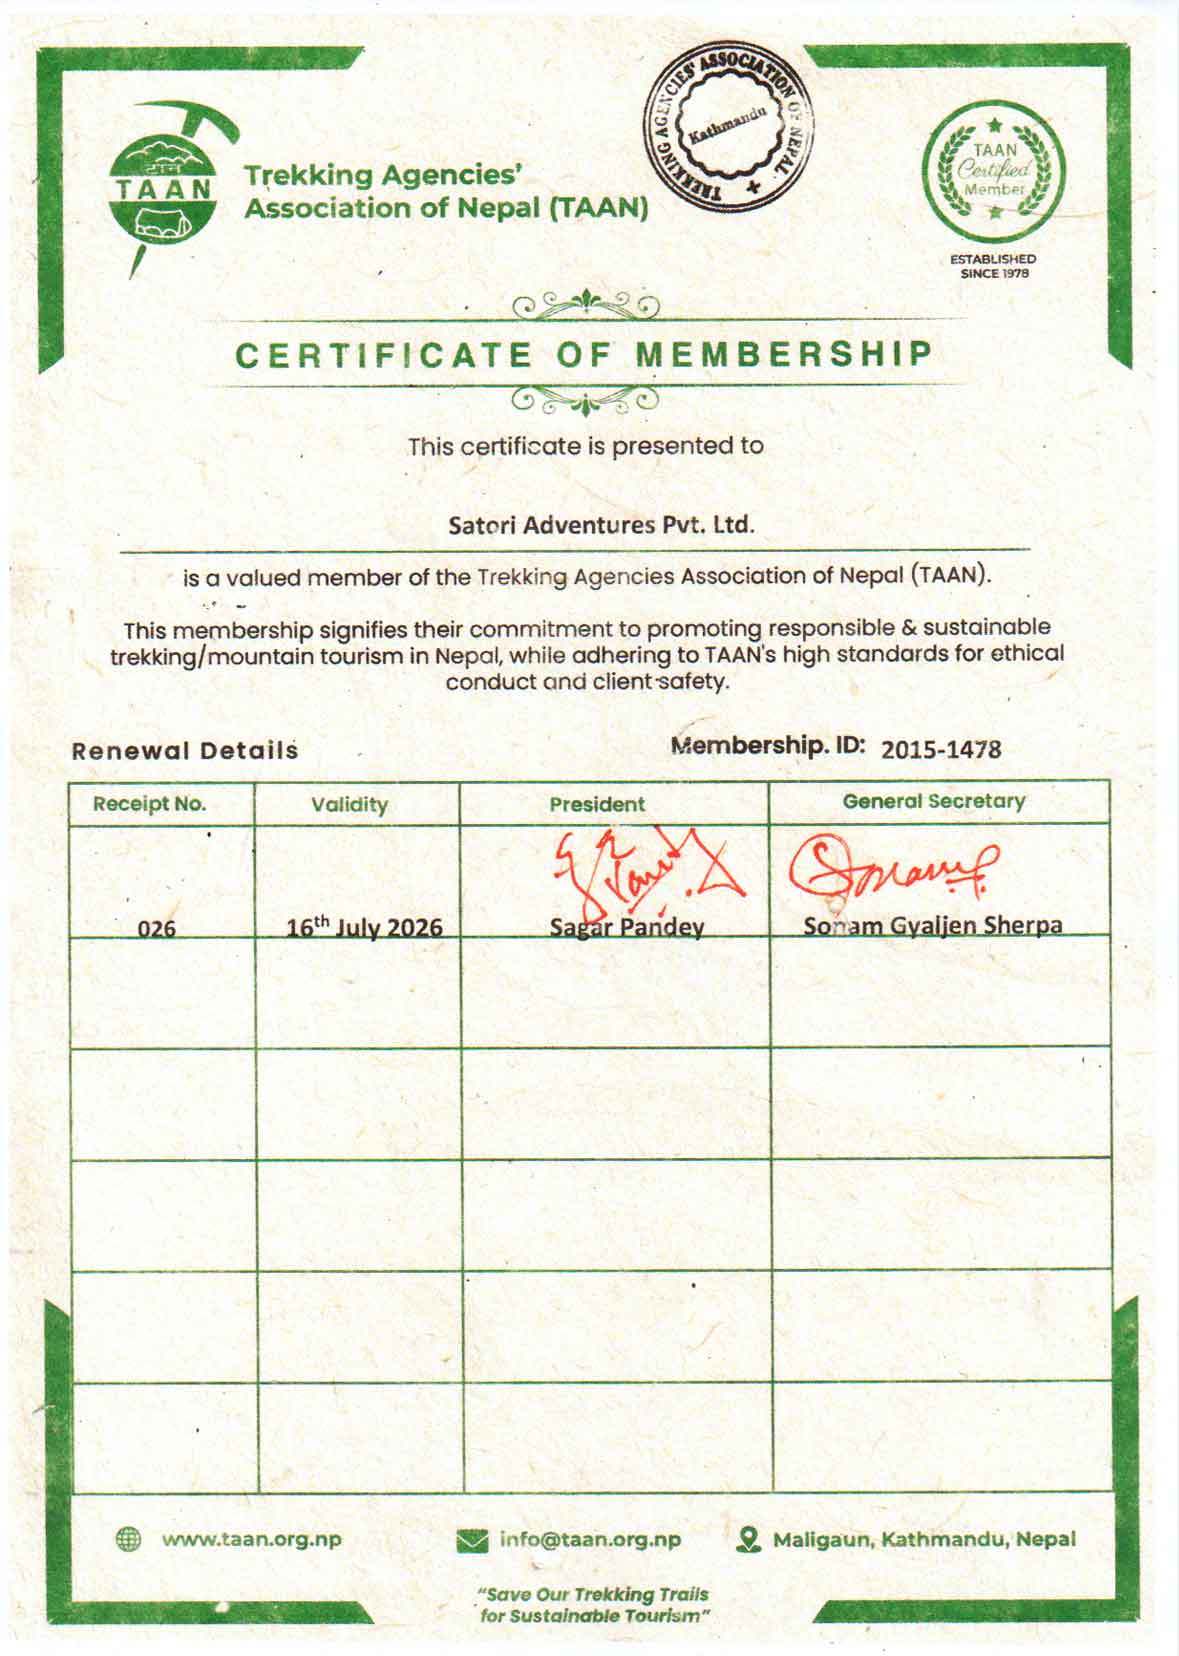 TAAN
Trekking Agencies'
Association of Nepal (TAAN)
TREKKING AGENCIES' ASSOCIATION OF NEPAL.
Kathmandu
TAAN
Certified
Member
ESTABLISHED
SINCE 1978
CERTIFICATE OF MEMBERSHIP
This certificate is presented to
Satori Adventures Pvt. Ltd.
is a valued member of the Trekking Agencies Association of Nepal (TAAN).
This membership signifies their commitment to promoting responsible & sustainable
trekking/mountain tourism in Nepal, while adhering to TAAN's high standards for ethical
conduct and client safety.
Renewal Details
Membership. ID: 2015-1478
Receipt No. Validity President General Secretary
026 16th July 2026 Sagar Pandey Sonam Gyaljen Sherpa
www.taan.org.np info@taan.org.np Maligaun, Kathmandu, Nepal
"Save Our Trekking Trails
for Sustainable Tourism"